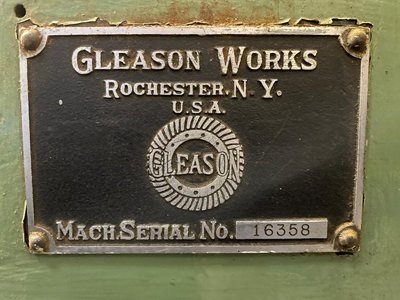 GLEASON WORKS
ROCHESTER, N.Y.
U.S.A.
GLEASON
MACH. SERIAL NO. 16358